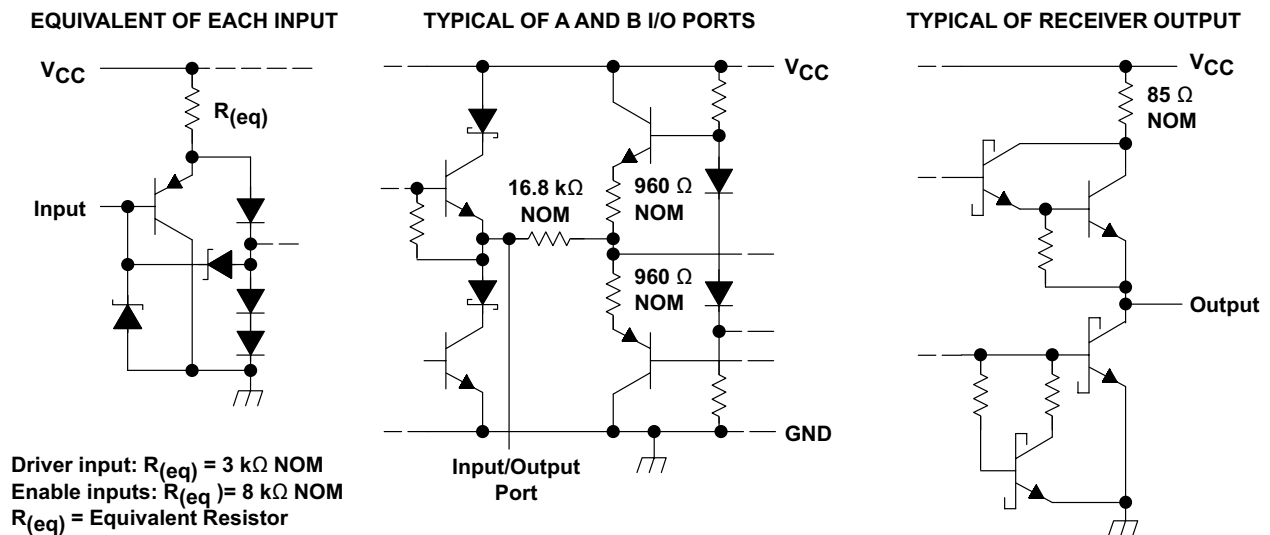 EQUIVALENT OF EACH INPUT
VCC
R(eq)
Input
Driver input: R(eq) = 3 kΩ NOM
Enable inputs: R(eq )= 8 kΩ NOM
R(eq) = Equivalent Resistor
TYPICAL OF A AND B I/O PORTS
VCC
16.8 kΩ
NOM
960 Ω
NOM
960 Ω
NOM
GND
Input/Output
Port
TYPICAL OF RECEIVER OUTPUT
VCC
85 Ω
NOM
Output